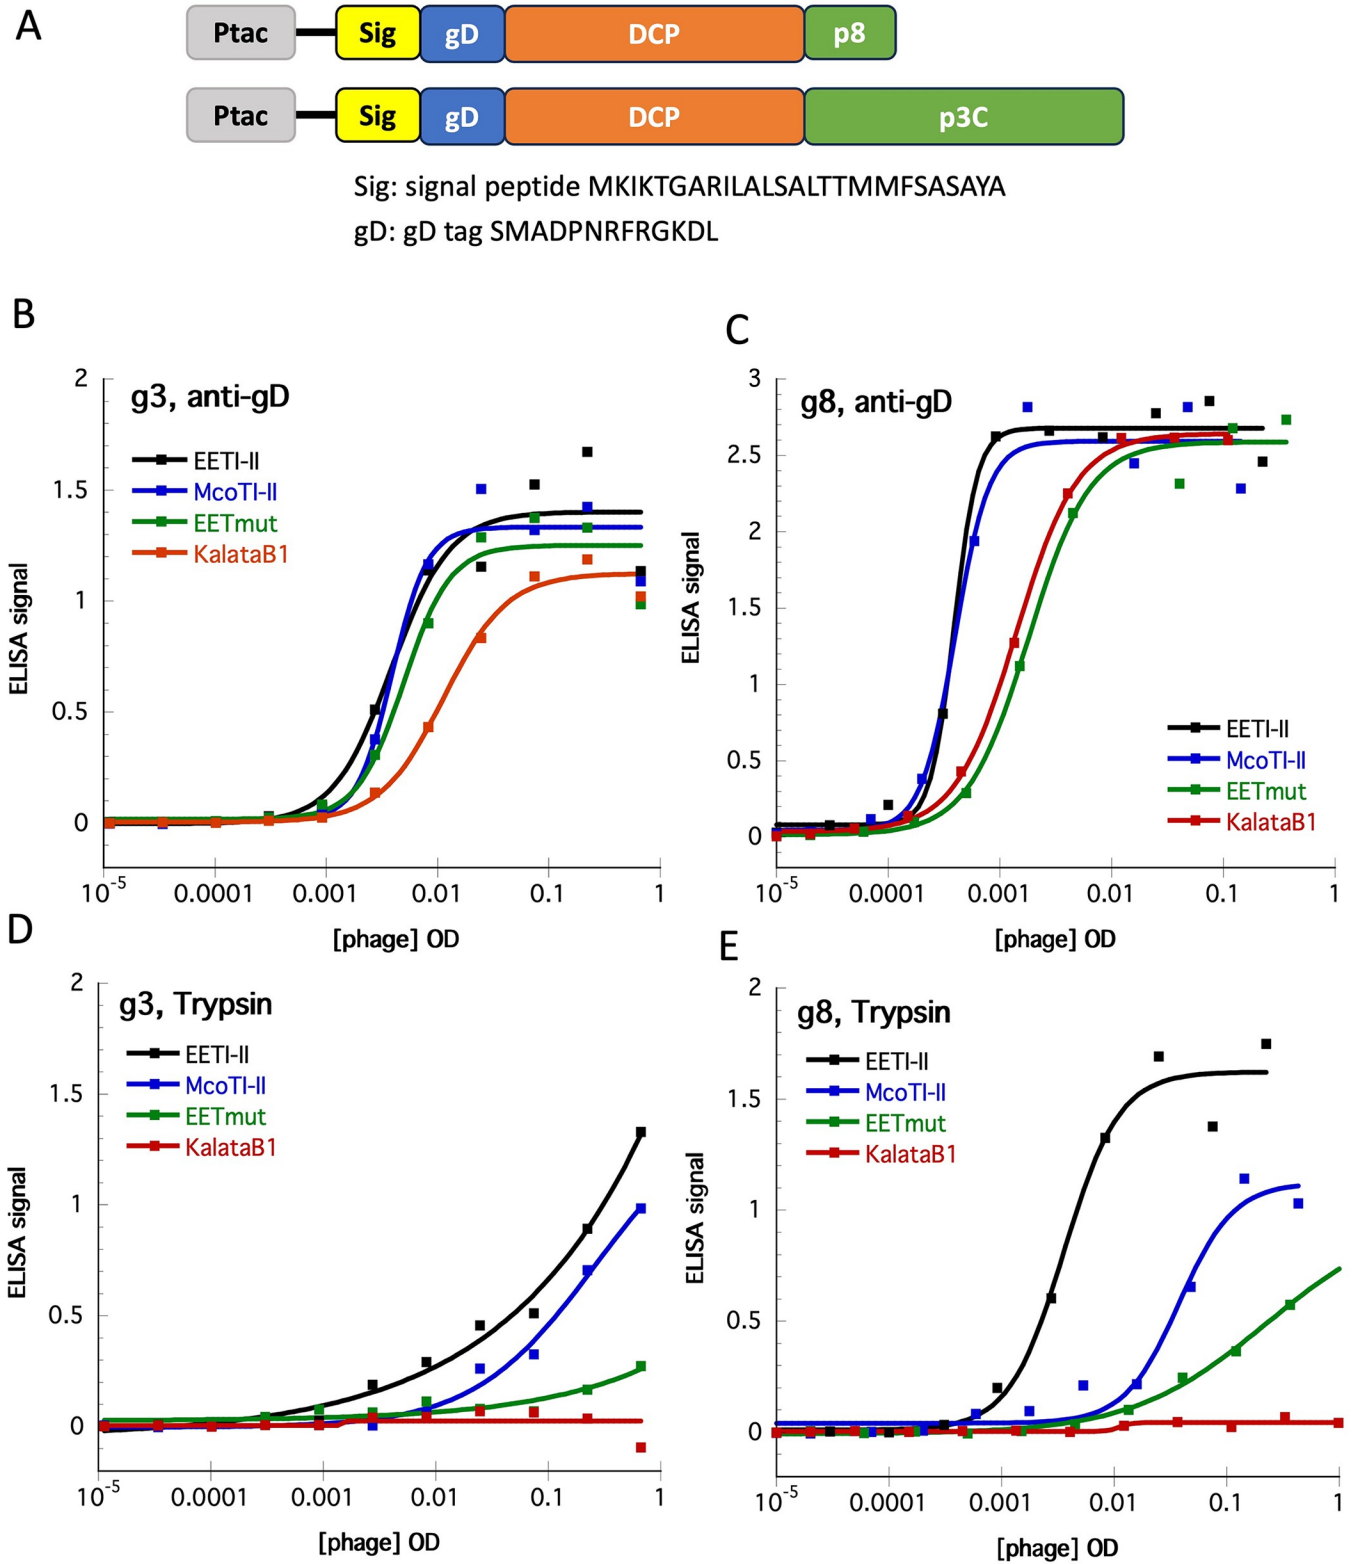 A
Ptac Sig gD DCP p8
Ptac Sig gD DCP p3C
Sig: signal peptide MKIKTGARILALSALTTMMFSASAYA
gD: gD tag SMADPNRFRGKDL
B
g3, anti-gD
EETI-II
McoTI-II
EETmut
KalataB1
2
1.5
1
0.5
0
ELISA signal
10-5 0.0001 0.001 0.01 0.1 1
[phage] OD
C
g8, anti-gD
3
2.5
2
1.5
1
0.5
0
ELISA signal
EETI-II
McoTI-II
EETmut
KalataB1
10-5 0.0001 0.001 0.01 0.1 1
[phage] OD
D
g3, Trypsin
EETI-II
McoTI-II
EETmut
KalataB1
2
1.5
1
0.5
0
ELISA signal
10-5 0.0001 0.001 0.01 0.1 1
[phage] OD
E
g8, Trypsin
EETI-II
McoTI-II
EETmut
KalataB1
2
1.5
1
0.5
0
ELISA signal
10-5 0.0001 0.001 0.01 0.1 1
[phage] OD